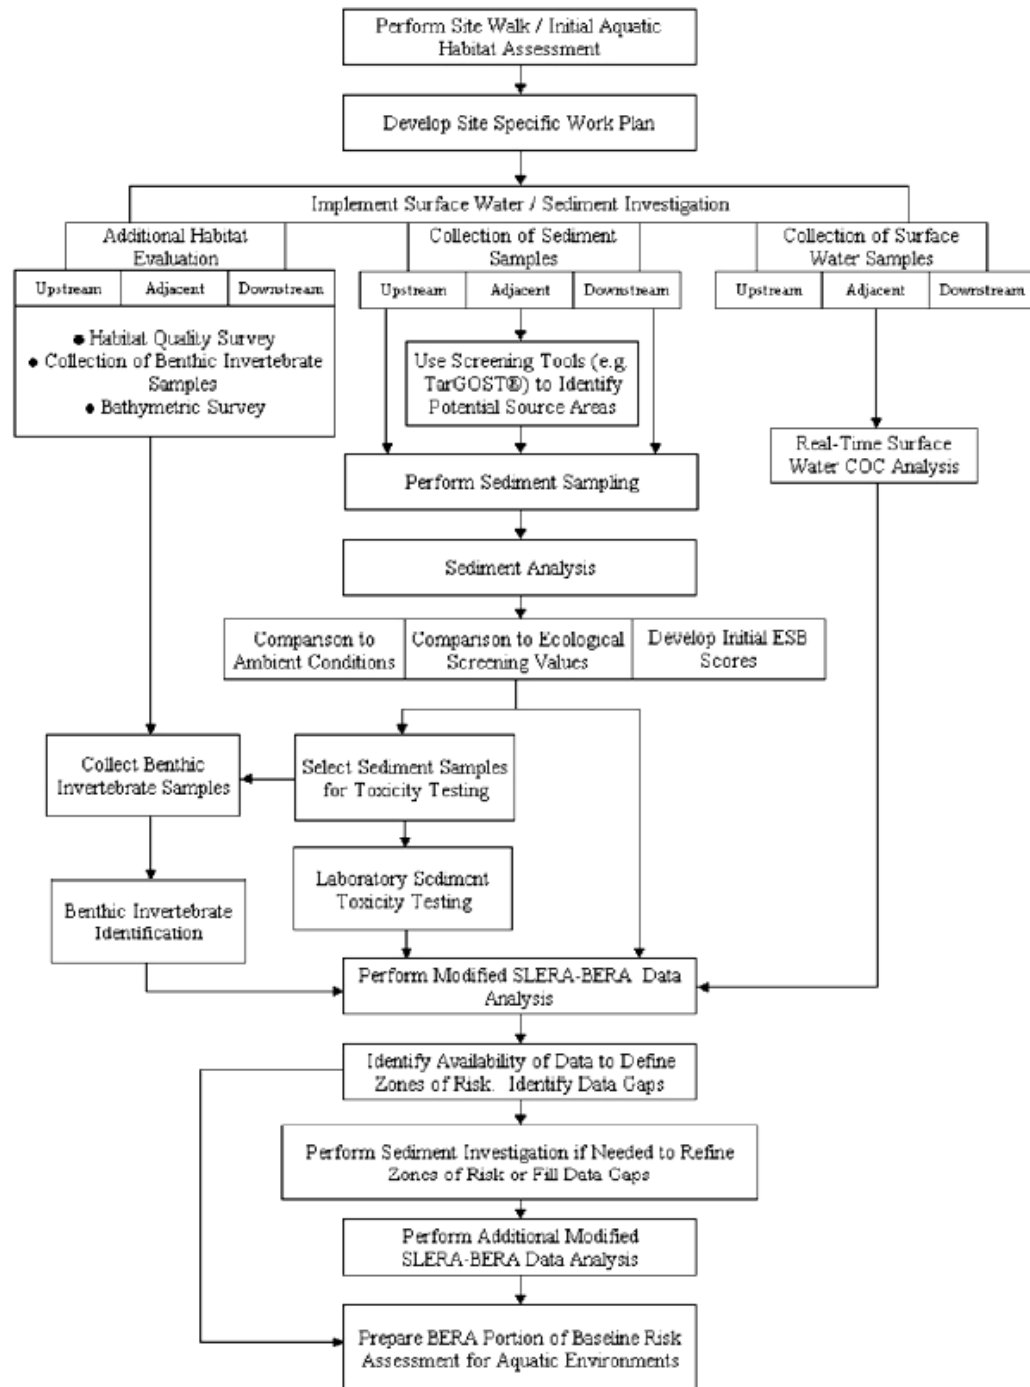 Perform Site Walk / Initial Aquatic
Habitat Assessment
Develop Site Specific Work Plan
Implement Surface Water / Sediment Investigation
Additional Habitat
Evaluation
Upstream
Adjacent
Downstream
● Habitat Quality Survey
● Collection of Benthic Invertebrate
Samples
● Bathymetric Survey
Collection of Sediment
Samples
Upstream
Adjacent
Downstream
Use Screening Tools (e.g.
TarGOST®) to Identify
Potential Source Areas
Collection of Surface
Water Samples
Upstream
Adjacent
Downstream
Real-Time Surface
Water COC Analysis
Perform Sediment Sampling
Sediment Analysis
Comparison to
Ambient Conditions
Comparison to Ecological
Screening Values
Develop Initial ESB
Scores
Collect Benthic
Invertebrate Samples
Select Sediment Samples
for Toxicity Testing
Laboratory Sediment
Toxicity Testing
Benthic Invertebrate
Identification
Perform Modified SLERA-BERA Data
Analysis
Identify Availability of Data to Define
Zones of Risk. Identify Data Gaps
Perform Sediment Investigation if Needed to Refine
Zones of Risk or Fill Data Gaps
Perform Additional Modified
SLERA-BERA Data Analysis
Prepare BERA Portion of Baseline Risk
Assessment for Aquatic Environments